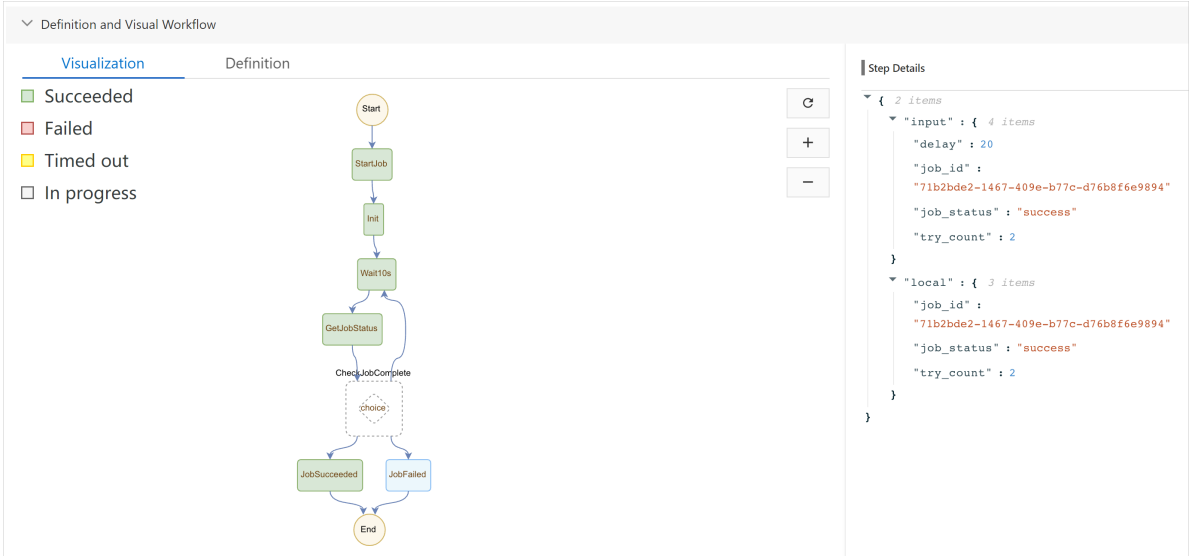 Definition and Visual Workflow
Visualization
Definition
Succeeded
Failed
Timed out
In progress
Start
StartJob
Init
Wait10s
GetJobStatus
CheckJobComplete
choice
JobSucceeded
JobFailed
End
Step Details
{ 2 items
"input" : { 4 items
"delay" : 20
"job_id" :
"71b2bde2-1467-409e-b77c-d76b8f6e9894"
"job_status" : "success"
"try_count" : 2
}
"local" : { 3 items
"job_id" :
"71b2bde2-1467-409e-b77c-d76b8f6e9894"
"job_status" : "success"
"try_count" : 2
}
}